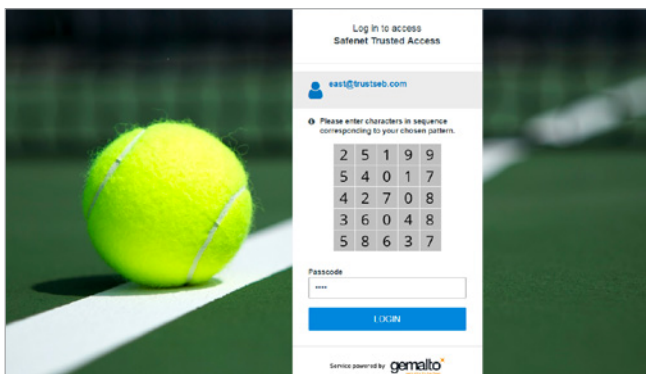 Log in to access
Safenet Trusted Access
east@trustseb.com
Please enter characters in sequence
corresponding to your chosen pattern.
2 5 1 9 9
5 4 0 1 7
4 2 7 0 8
3 6 0 4 8
5 8 6 3 7
Passcode
••••
LOGIN
Service powered by gemalto